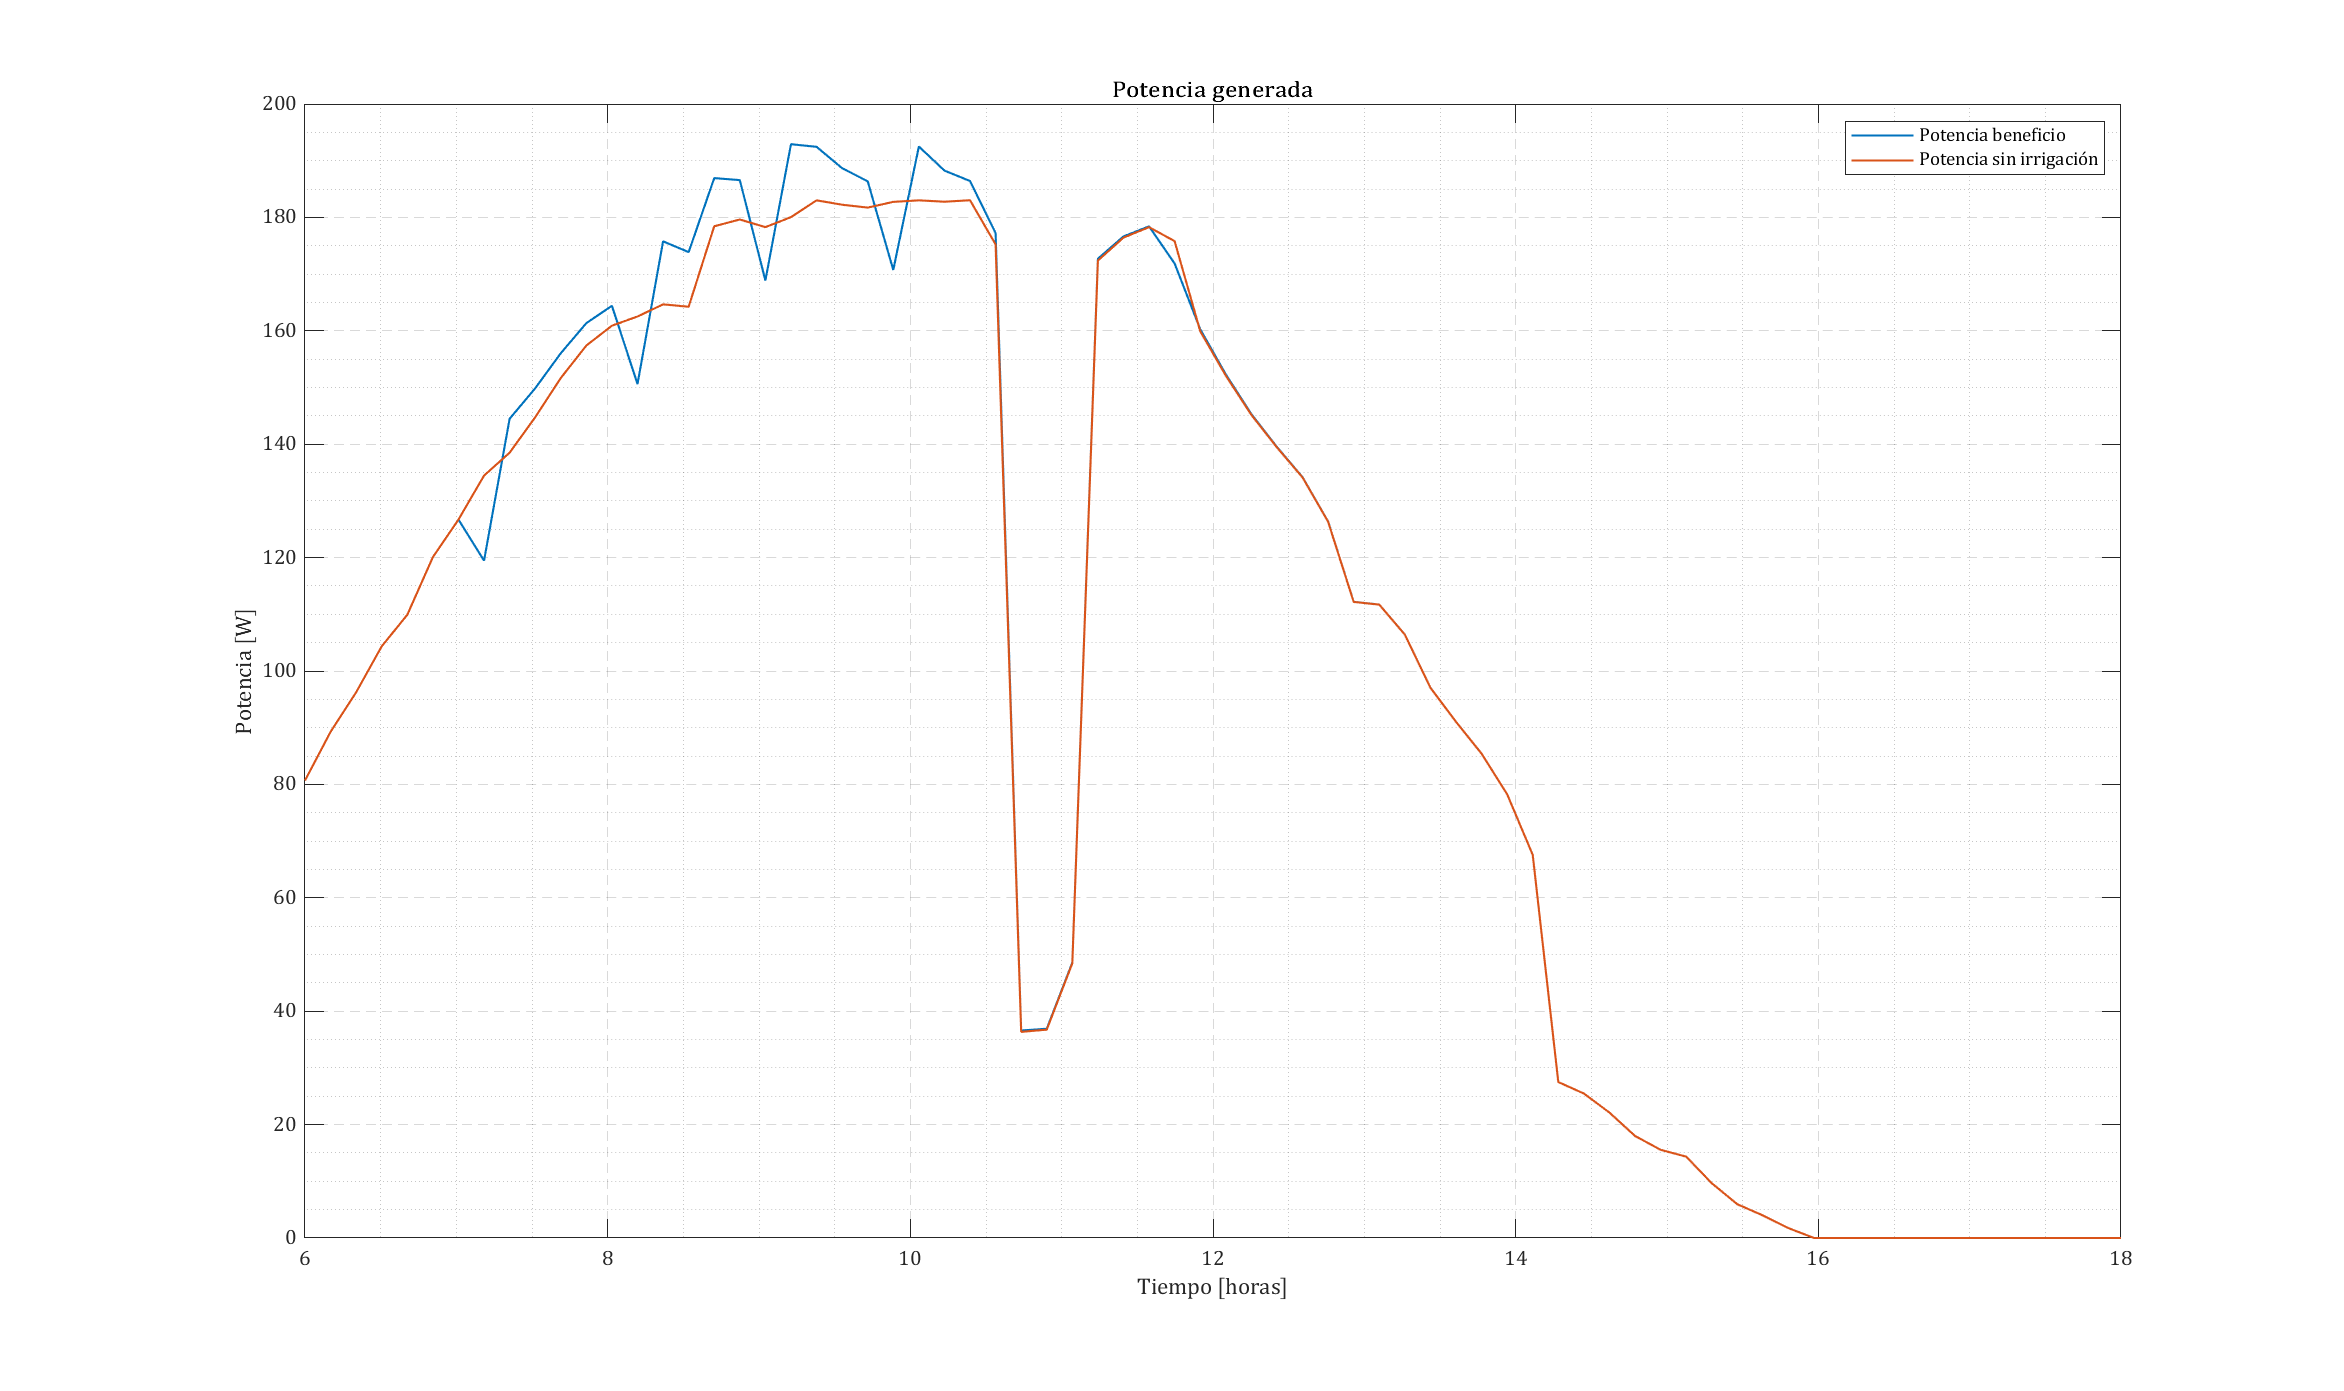 Potencia generada
200
180
160
140
120
100
80
60
40
20
0
Potencia [W]
6 8 10 12 14 16 18
Tiempo [horas]
Potencia beneficio
Potencia sin irrigación